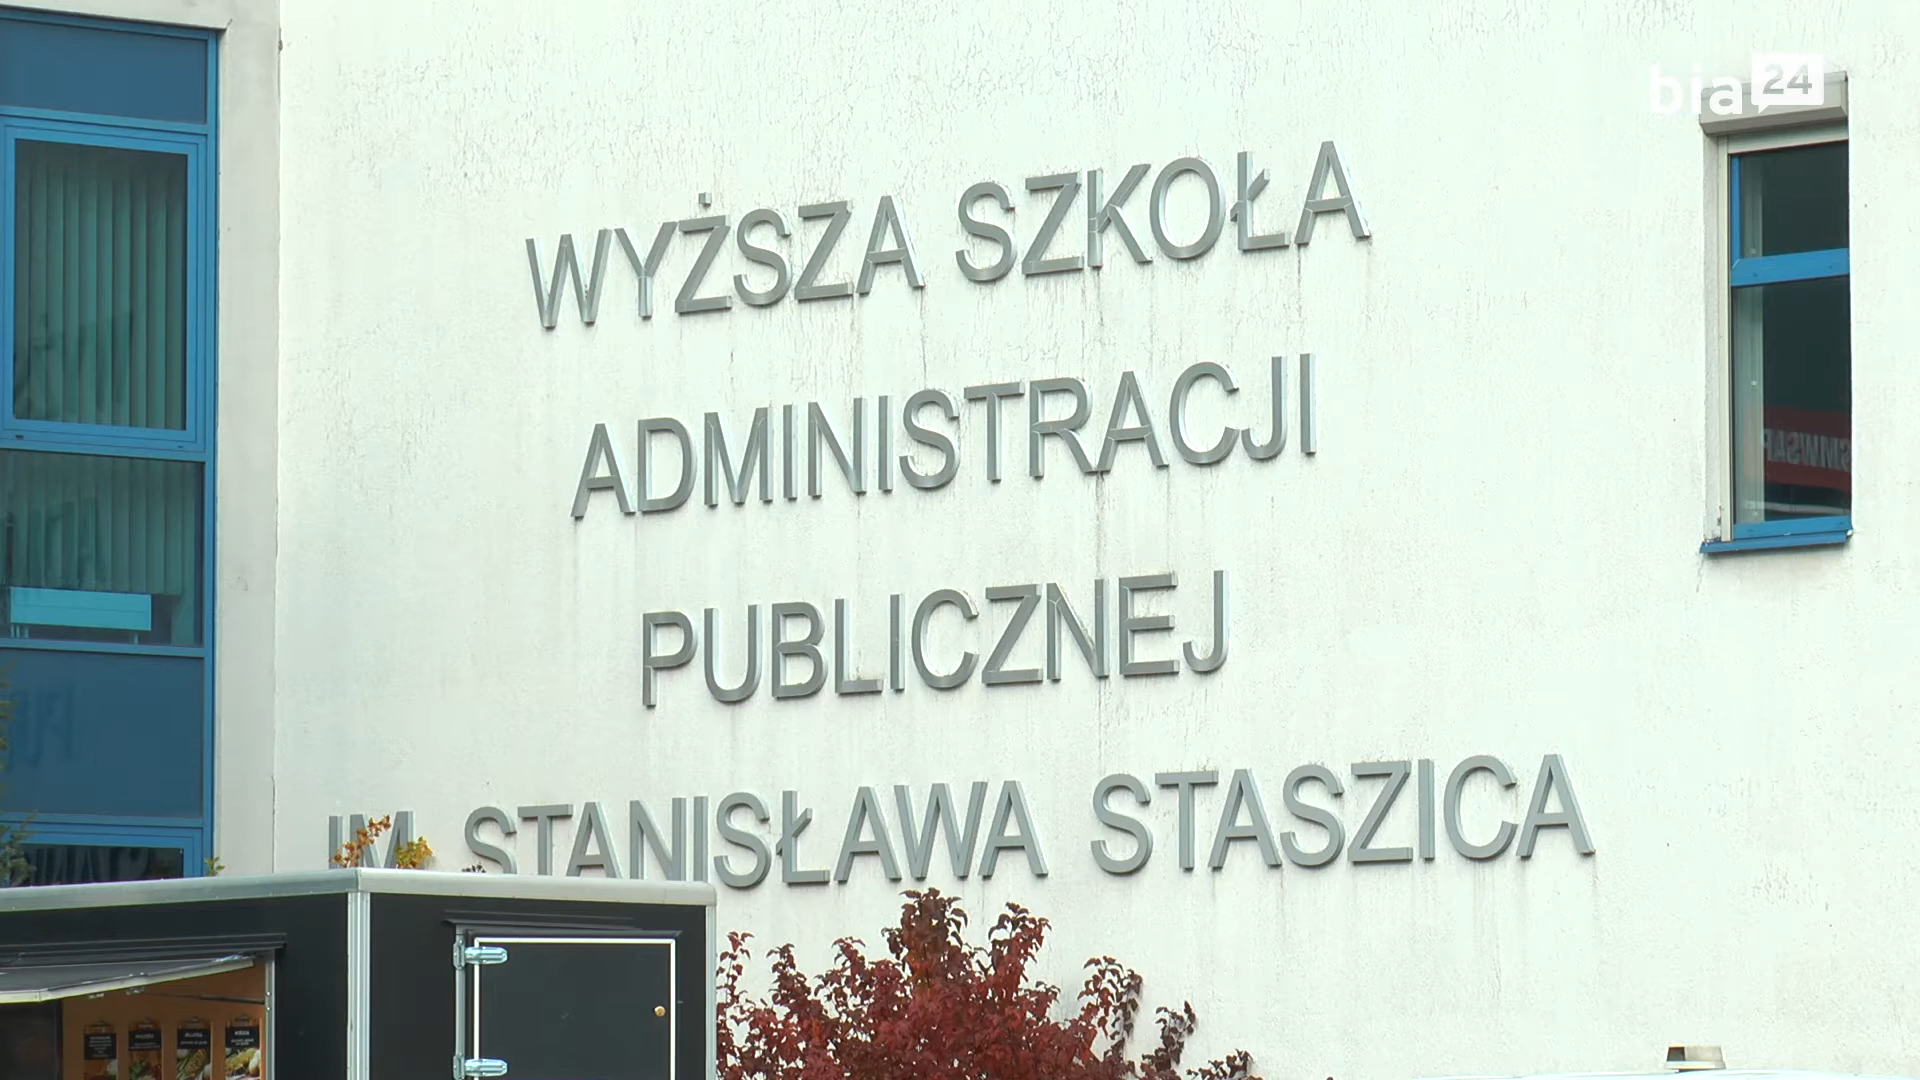 bia24
WYŻSZA SZKOŁA
ADMINISTRACJI
PUBLICZNEJ
IM. STANISŁAWA STASZICA